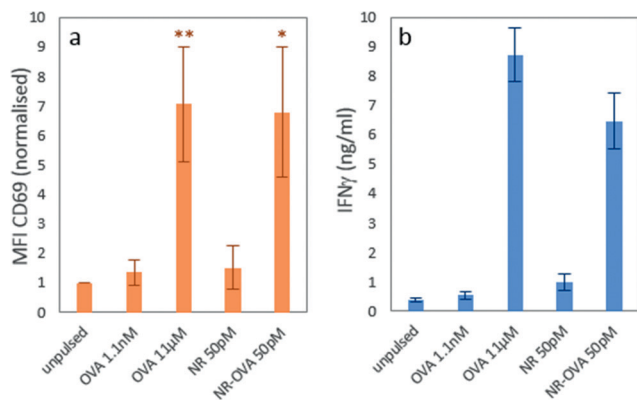 a
**
*
MFI CD69 (normalised)
10
9
8
7
6
5
4
3
2
1
0
unpulsed
OVA 1.1nM
OVA 11µM
NR 50pM
NR-OVA 50pM
b
IFNγ (ng/ml)
10
9
8
7
6
5
4
3
2
1
0
unpulsed
OVA 1.1nM
OVA 11µM
NR 50pM
NR-OVA 50pM